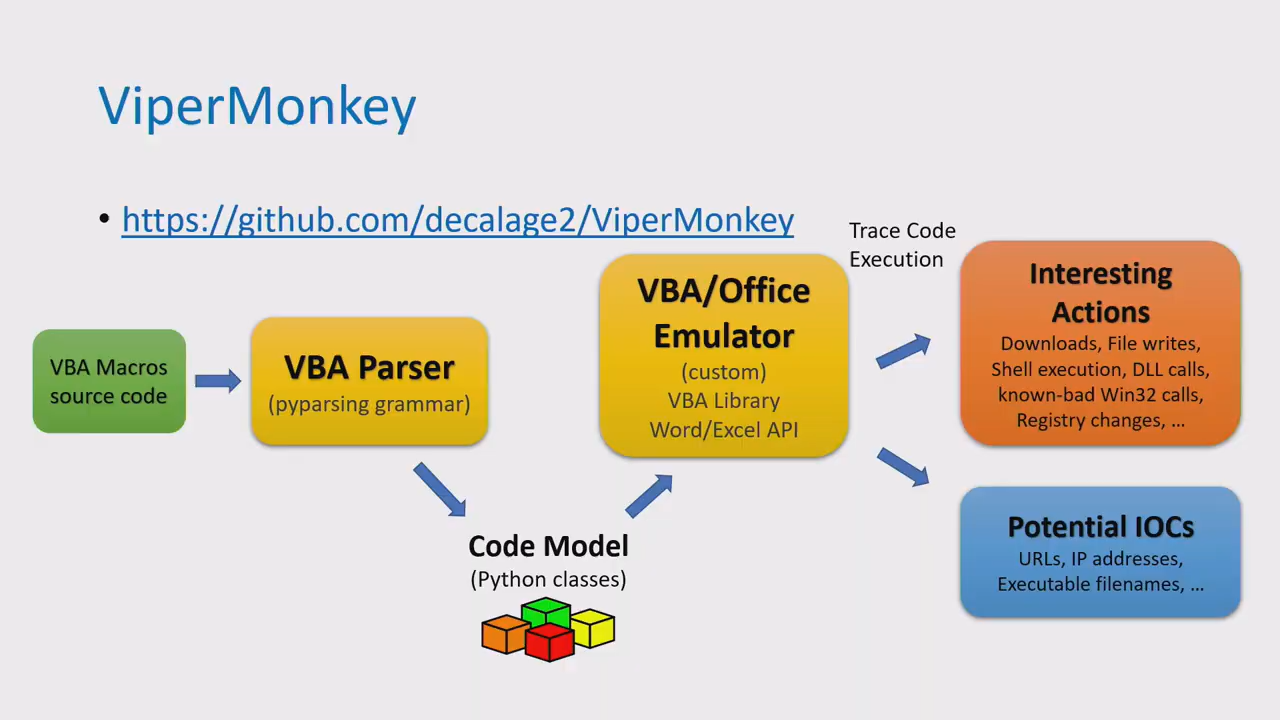 ViperMonkey
• https://github.com/decalage2/ViperMonkey
VBA Macros
source code
VBA Parser
(pyparsing grammar)
Code Model
(Python classes)
VBA/Office
Emulator
(custom)
VBA Library
Word/Excel API
Trace Code
Execution
Interesting
Actions
Downloads, File writes,
Shell execution, DLL calls,
known-bad Win32 calls,
Registry changes, …
Potential IOCs
URLs, IP addresses,
Executable filenames, …